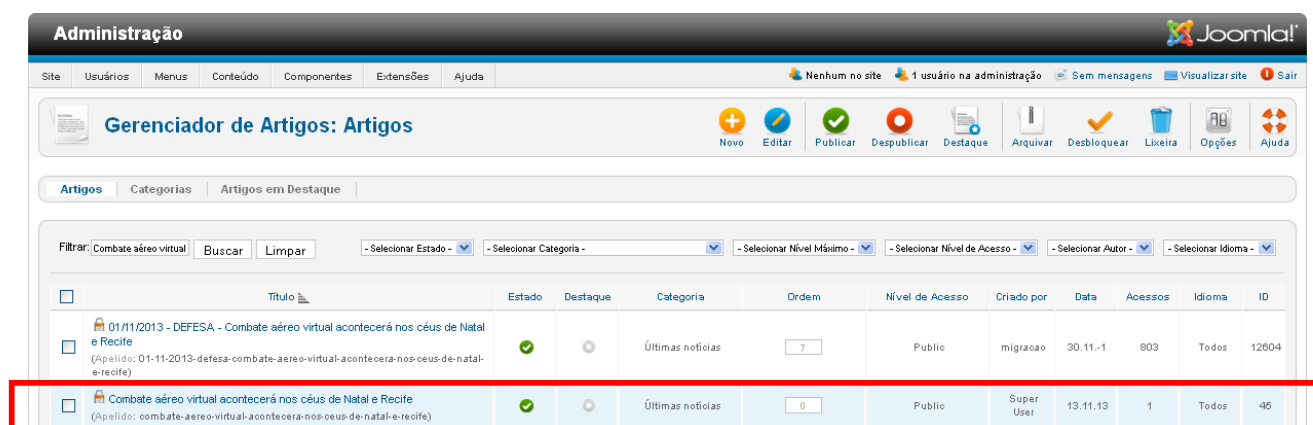 Administração
Joomla!
Site Usuários Menus Conteúdo Componentes Extensões Ajuda Nenhum no site 1 usuário na administração Sem mensagens Visualizar site Sair
Gerenciador de Artigos: Artigos
Novo Editar Publicar Despublicar Destaque Arquivar Desbloquear Lixeira Opções Ajuda
Artigos Categorias Artigos em Destaque
Filtrar: Combate aéreo virtual Buscar Limpar - Selecionar Estado - - Selecionar Categoria - - Selecionar Nível Máximo - - Selecionar Nível de Acesso - - Selecionar Autor - - Selecionar Idioma -
Título Estado Destaque Categoria Ordem Nível de Acesso Criado por Data Acessos Idioma ID
01/11/2013 - DEFESA - Combate aéreo virtual acontecerá nos céus de Natal
e Recife
(Apelido: 01-11-2013-defesa-combate-aereo-virtual-acontecera-nos-ceus-de-natal-
e-recife)
Últimas notícias 7 Public migracao 30.11.-1 803 Todos 12604
Combate aéreo virtual acontecerá nos céus de Natal e Recife
(Apelido: combate-aereo-virtual-acontecera-nos-ceus-de-natal-e-recife)
Últimas notícias 0 Public Super
User
13.11.13 1 Todos 45